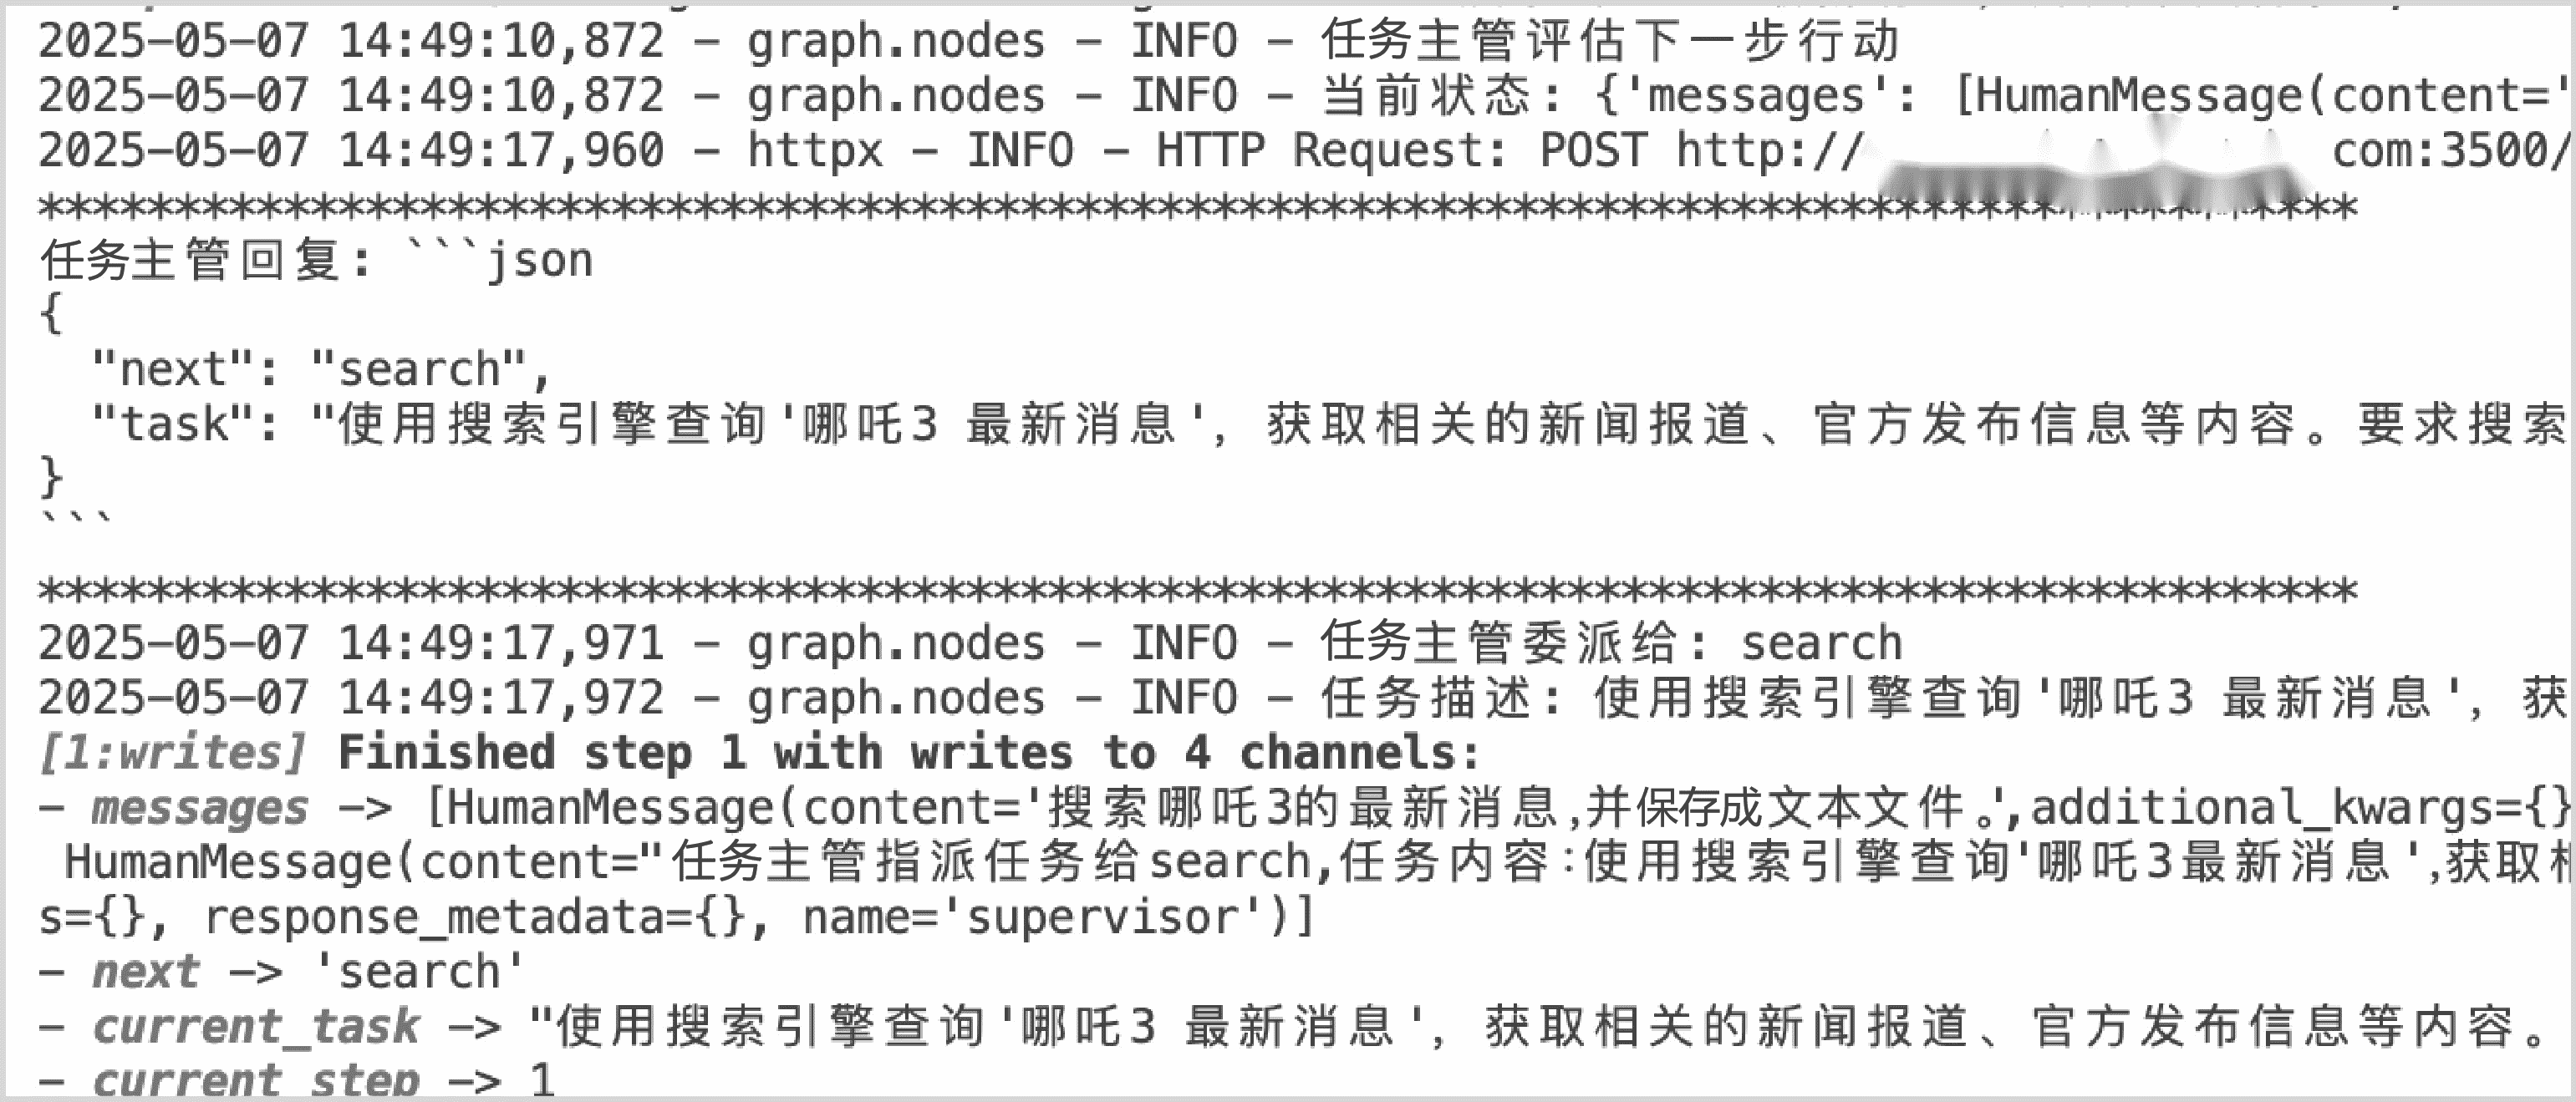 2025-05-07 14:49:10,872 - graph.nodes - INFO - 任务主管评估下一步行动
2025-05-07 14:49:10,872 - graph.nodes - INFO - 当前状态: {'messages': [HumanMessage(content='
2025-05-07 14:49:17,960 - httpx - INFO - HTTP Request: POST http:// com:3500/
*************************************************************************************
任务主管回复: ```json
{
  "next": "search",
  "task": "使用搜索引擎查询'哪吒3 最新消息', 获取相关的新闻报道、官方发布信息等内容。要求搜索
}
```
*************************************************************************************
2025-05-07 14:49:17,971 - graph.nodes - INFO - 任务主管委派给: search
2025-05-07 14:49:17,972 - graph.nodes - INFO - 任务描述: 使用搜索引擎查询'哪吒3 最新消息', 获
[1:writes] Finished step 1 with writes to 4 channels:
- messages -> [HumanMessage(content='搜索哪吒3的最新消息,并保存成文本文件。',additional_kwargs={}
 HumanMessage(content="任务主管指派任务给search,任务内容:使用搜索引擎查询'哪吒3最新消息',获取
s={}, response_metadata={}, name='supervisor')]
- next -> 'search'
- current_task -> "使用搜索引擎查询'哪吒3 最新消息', 获取相关的新闻报道、官方发布信息等内容。
- current_step -> 1